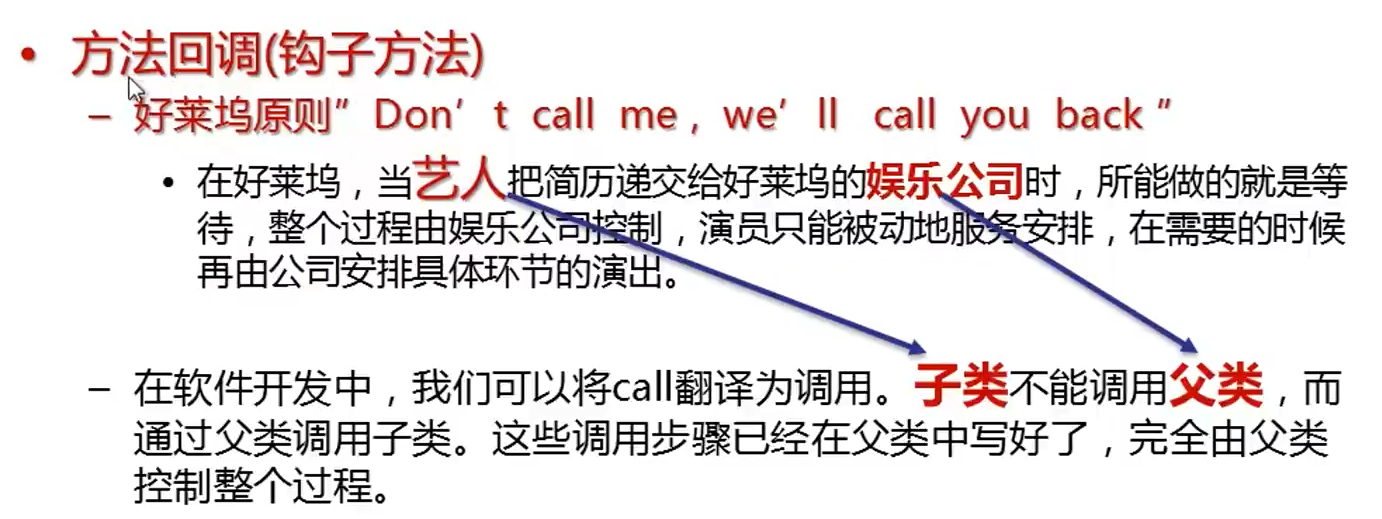 • 方法回调(钩子方法)
– 好莱坞原则”Don’t call me，we’ll call you back”
• 在好莱坞，当艺人把简历递交给好莱坞的娱乐公司时，所能做的就是等
待，整个过程由娱乐公司控制，演员只能被动地服务安排，在需要的时候
再由公司安排具体环节的演出。
– 在软件开发中，我们可以将call翻译为调用。子类不能调用父类，而
通过父类调用子类。这些调用步骤已经在父类中写好了，完全由父类
控制整个过程。